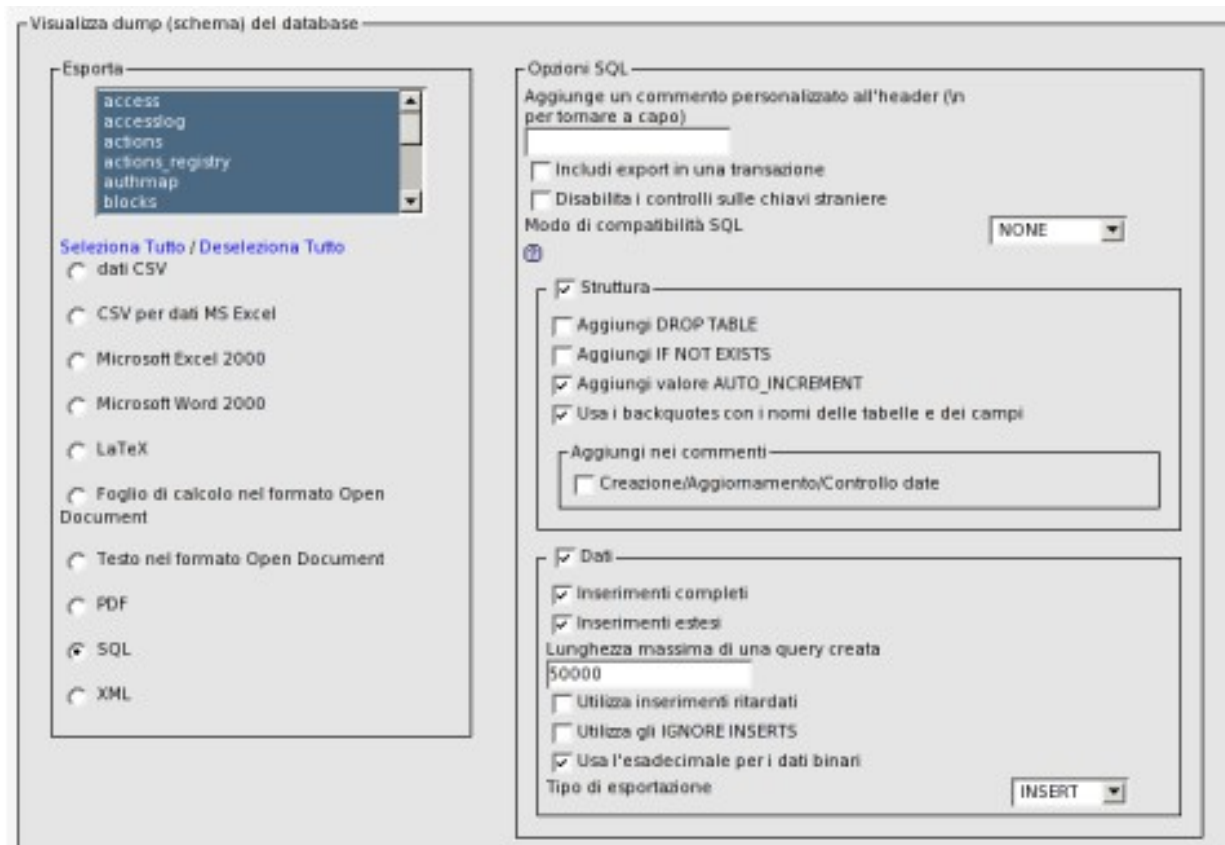 Visualizza dump (schema) del database
Esporta
access
accesslog
actions
actions_registry
authmap
blocks
Seleziona Tutto / Deseleziona Tutto
dati CSV
CSV per dati MS Excel
Microsoft Excel 2000
Microsoft Word 2000
LaTeX
Foglio di calcolo nel formato Open
Document
Testo nel formato Open Document
PDF
SQL
XML
Opzioni SQL
Aggiunge un commento personalizzato all'header (\n
per tornare a capo)
Includi export in una transazione
Disabilita i controlli sulle chiavi straniere
Modo di compatibilità SQL NONE
?
Struttura
Aggiungi DROP TABLE
Aggiungi IF NOT EXISTS
Aggiungi valore AUTO_INCREMENT
Usa i backquotes con i nomi delle tabelle e dei campi
Aggiungi nei commenti
Creazione/Aggiornamento/Controllo date
Dati
Inserimenti completi
Inserimenti estesi
Lunghezza massima di una query creata
50000
Utilizza inserimenti ritardati
Utilizza gli IGNORE INSERTS
Usa l'esadecimale per i dati binari
Tipo di esportazione INSERT